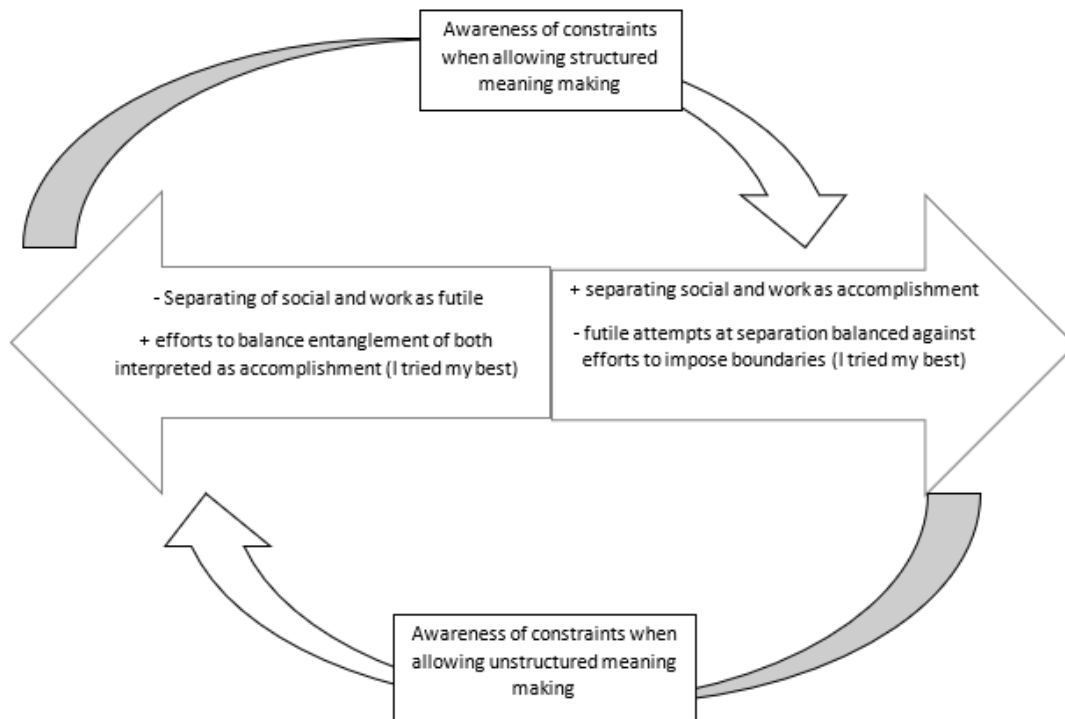 Awareness of constraints
when allowing structured
meaning making
- Separating of social and work as futile
+ efforts to balance entanglement of both
interpreted as accomplishment (I tried my best)
+ separating social and work as accomplishment
- futile attempts at separation balanced against
efforts to impose boundaries (I tried my best)
Awareness of constraints when
allowing unstructured meaning
making